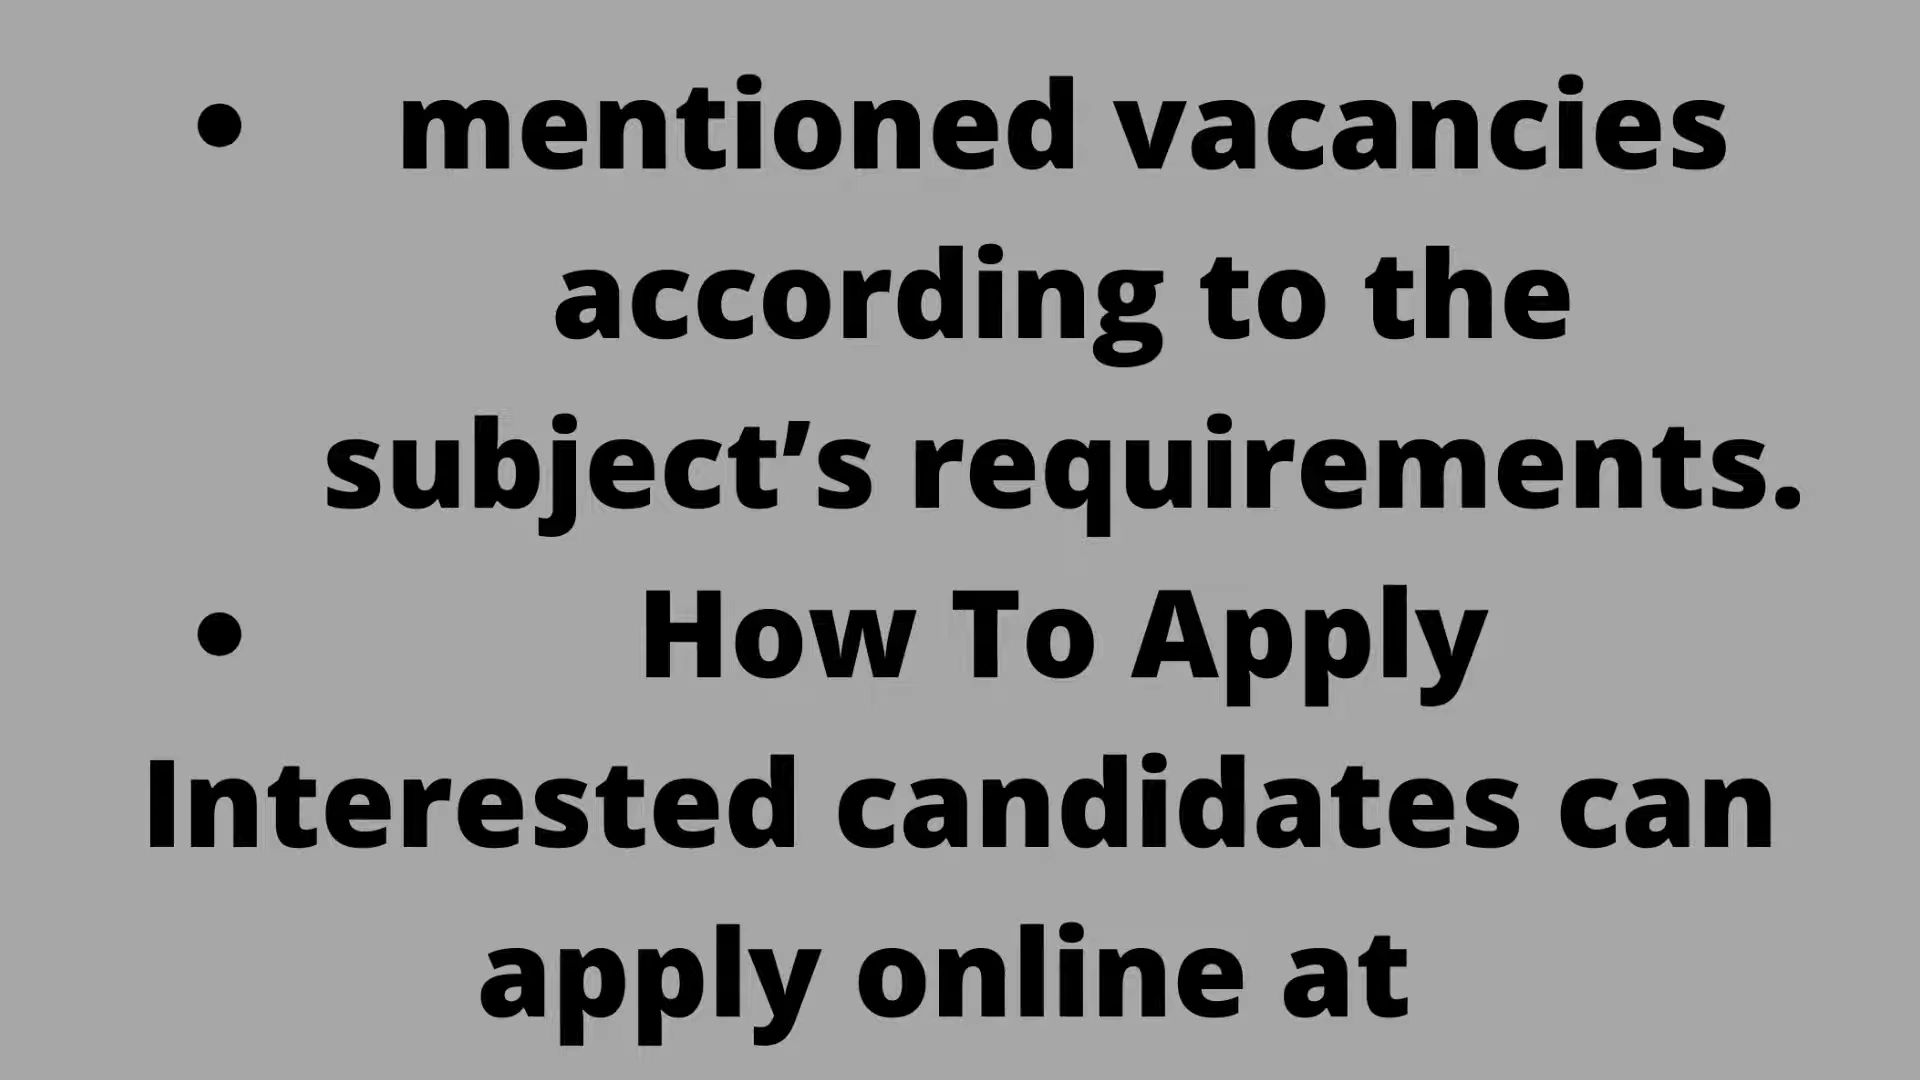 • mentioned vacancies
according to the
subject’s requirements.
• How To Apply
Interested candidates can
apply online at